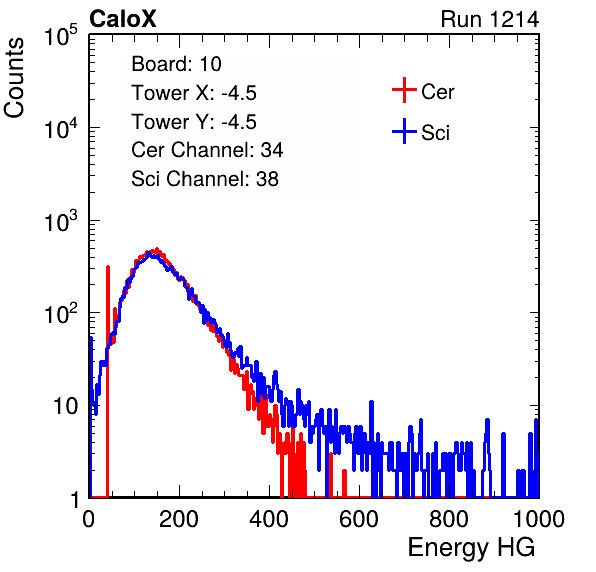 CaloX
Run 1214
Counts
Board: 10
Tower X: -4.5
Tower Y: -4.5
Cer Channel: 34
Sci Channel: 38
Cer
Sci
10^5
10^4
10^3
10^2
10
1
0 200 400 600 800 1000
Energy HG